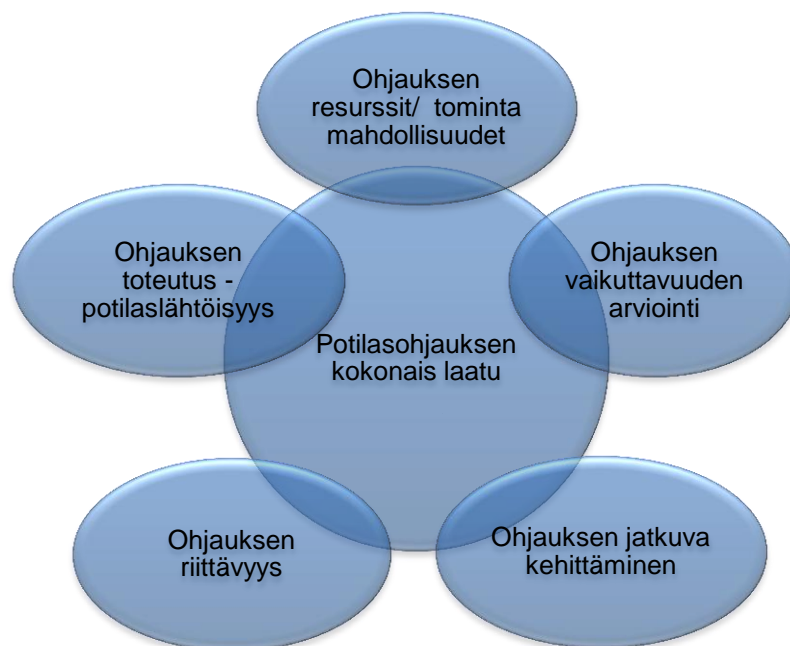 Ohjauksen
resurssit/ tominta
mahdollisuudet
Ohjauksen
toteutus -
potilaslähtöisyys
Ohjauksen
vaikuttavuuden
arviointi
Potilasohjauksen
kokonais laatu
Ohjauksen
riittävyys
Ohjauksen jatkuva
kehittäminen